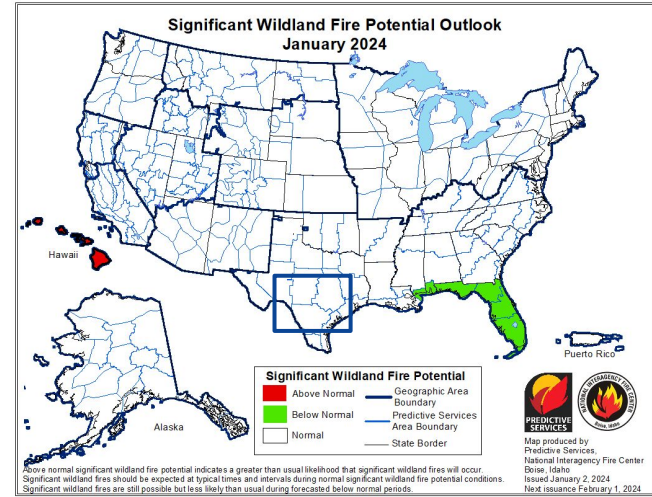 Significant Wildland Fire Potential Outlook
January 2024
Hawaii
Alaska
Puerto Rico
Significant Wildland Fire Potential
Above Normal
Below Normal
Normal
Geographic Area
Boundary
Predictive Services
Area Boundary
State Border
PREDICTIVE
SERVICES
NATIONAL INTERAGENCY FIRE CENTER
Boise, Idaho
Map produced by
Predictive Services,
National Interagency Fire Center
Boise, Idaho
Issued January 2, 2024
Next issuance February 1, 2024
Above normal significant wildland fire potential indicates a greater than usual likelihood that significant wildland fires will occur.
Significant wildland fires should be expected at typical times and intervals during normal significant wildland fire potential conditions.
Significant wildland fires are still possible but less likely than usual during forecasted below normal periods.